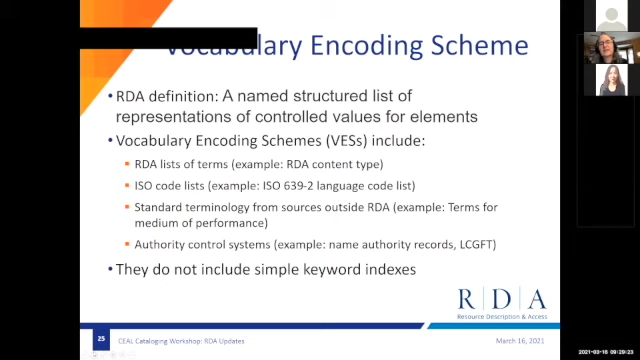 Vocabulary Encoding Scheme
• RDA definition: A named structured list of
representations of controlled values for elements
• Vocabulary Encoding Schemes (VESs) include:
▪ RDA lists of terms (example: RDA content type)
▪ ISO code lists (example: ISO 639-2 language code list)
▪ Standard terminology from sources outside RDA (example: Terms for
medium of performance)
▪ Authority control systems (example: name authority records, LCGFT)
• They do not include simple keyword indexes
R | D | A
Resource Description & Access
25
CEAL Cataloging Workshop: RDA Updates
March 16, 2021
2021-03-16 09:29:23